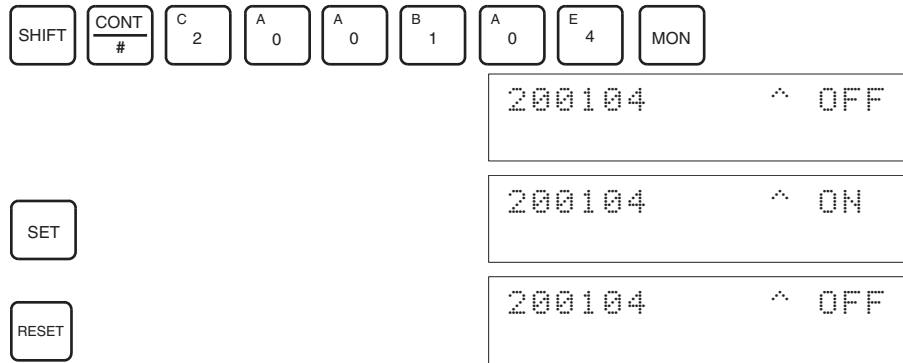 SHIFT CONT # C 2 A 0 A 0 B 1 A 0 E 4 MON
200104 ^ OFF
200104 ^ ON
SET
200104 ^ OFF
RESET